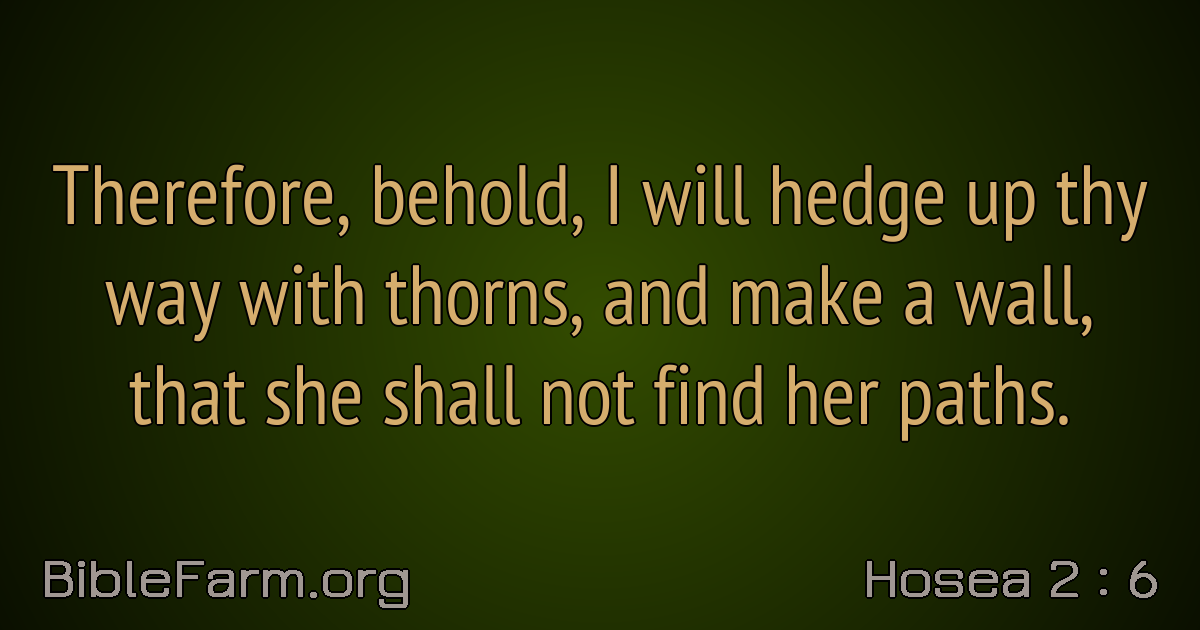 Therefore, behold, I will hedge up thy
way with thorns, and make a wall,
that she shall not find her paths.
BibleFarm.org
Hosea 2 : 6